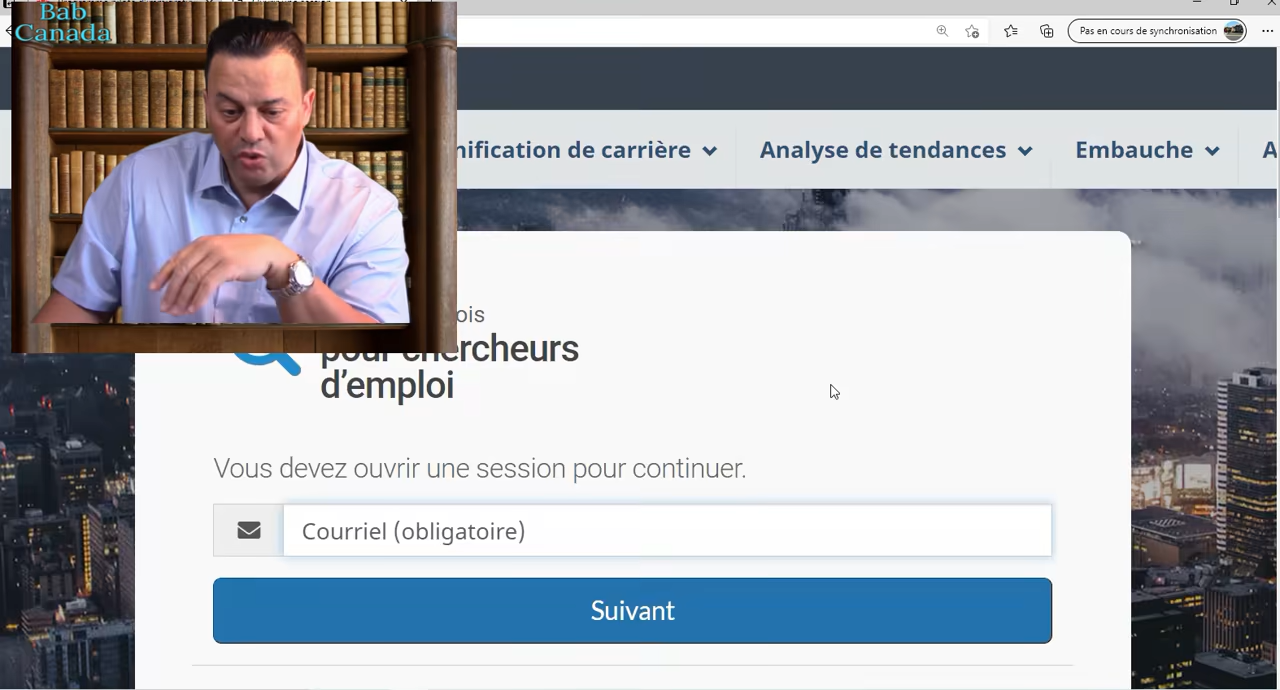 Bab
Canada
Pas en cours de synchronisation
nification de carrière
Analyse de tendances
Embauche
A
ois
pour chercheurs
d'emploi
Vous devez ouvrir une session pour continuer.
Courriel (obligatoire)
Suivant